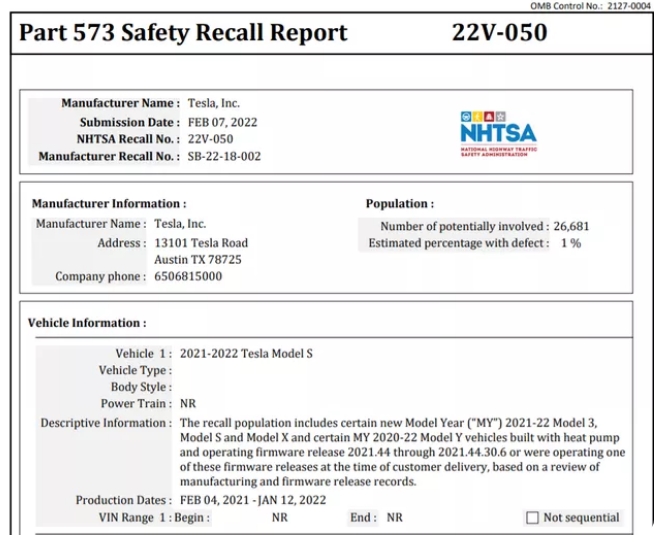 OMB Control No.: 2127-0004
Part 573 Safety Recall Report 22V-050
Manufacturer Name : Tesla, Inc.
Submission Date : FEB 07, 2022
NHTSA Recall No. : 22V-050
Manufacturer Recall No. : SB-22-18-002
NHTSA
NATIONAL HIGHWAY TRAFFIC
SAFETY ADMINISTRATION
Manufacturer Information :
Manufacturer Name : Tesla, Inc.
Address : 13101 Tesla Road
Austin TX 78725
Company phone : 6506815000
Population :
Number of potentially involved : 26,681
Estimated percentage with defect : 1 %
Vehicle Information :
Vehicle 1 : 2021-2022 Tesla Model S
Vehicle Type :
Body Style :
Power Train : NR
Descriptive Information : The recall population includes certain new Model Year ("MY") 2021-22 Model 3,
Model S and Model X and certain MY 2020-22 Model Y vehicles built with heat pump
and operating firmware release 2021.44 through 2021.44.30.6 or were operating one
of these firmware releases at the time of customer delivery, based on a review of
manufacturing and firmware release records.
Production Dates : FEB 04, 2021 -JAN 12, 2022
VIN Range 1 : Begin : NR End : NR Not sequential